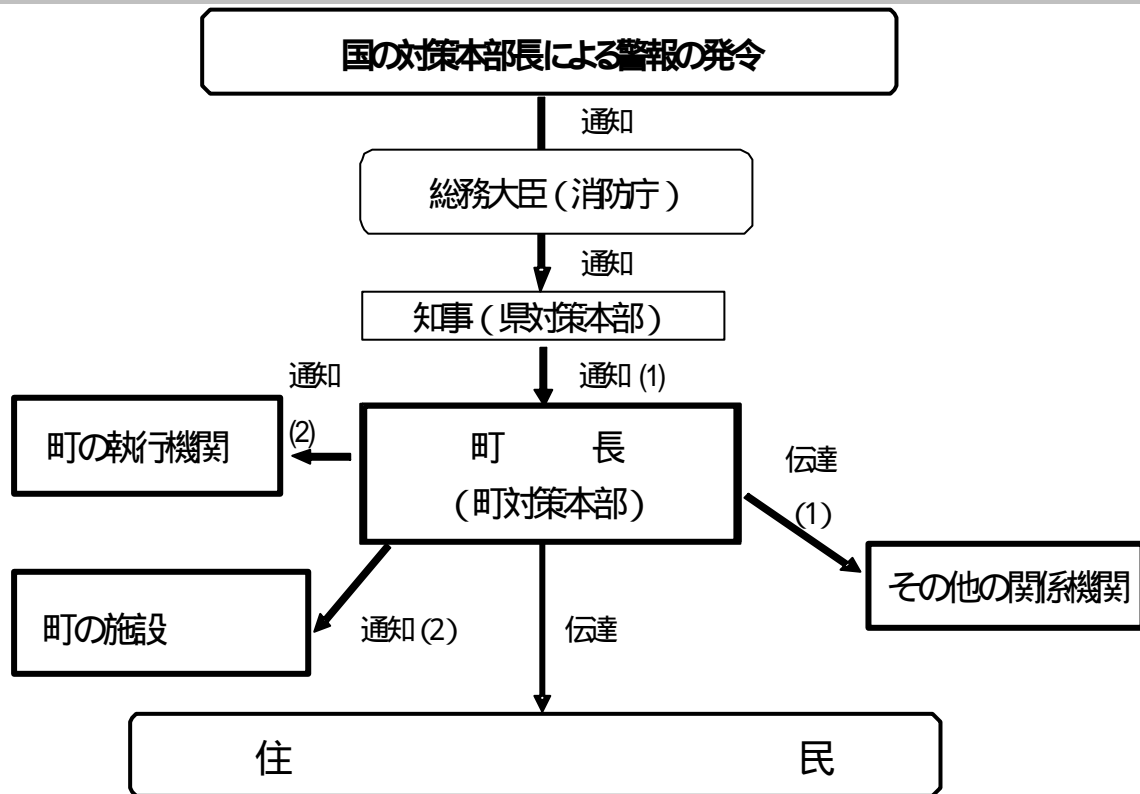 国の対策本部長による警報の発令
通知
総務大臣(消防庁)
通知
知事(県対策本部)
通知
通知(1)
町の執行機関
(2)
町　　長
(町対策本部)
伝達
(1)
その他の関係機関
町の施設
通知(2)
伝達
住　　民